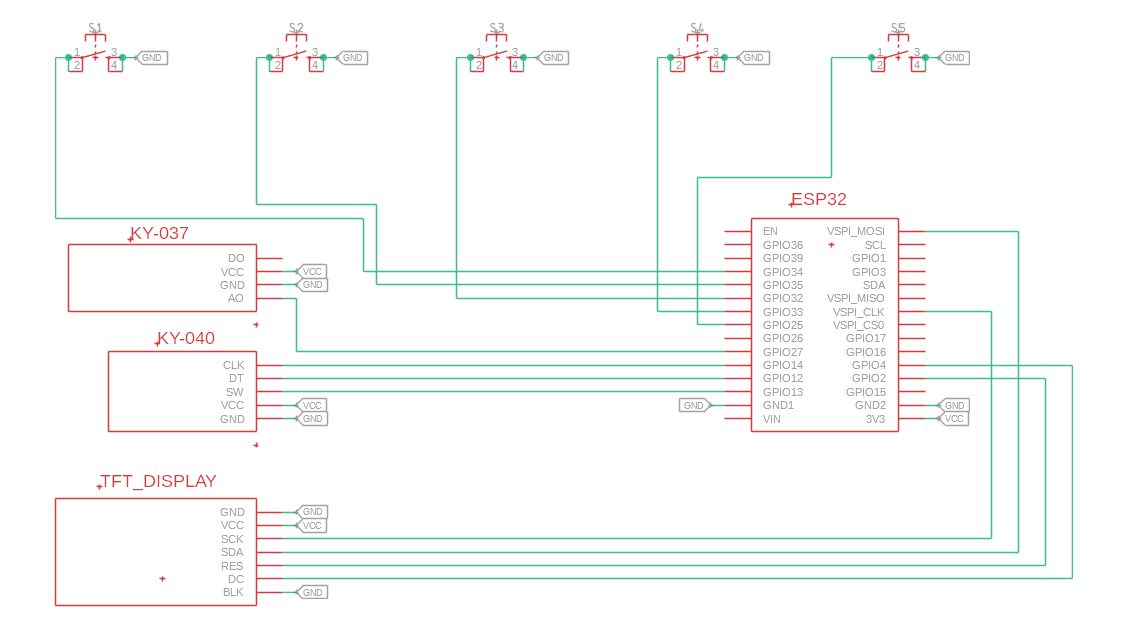 S1
S2
S3
S4
S5
1 3 GND
2 4
1 3 GND
2 4
1 3 GND
2 4
1 3 GND
2 4
1 3 GND
2 4
KY-037
DO
VCC VCC
GND GND
AO
KY-040
CLK
DT
SW
VCC VCC
GND GND
TFT_DISPLAY
GND GND
VCC VCC
SCK
SDA
RES
DC
BLK GND
ESP32
EN VSPI_MOSI
GPIO36 SCL
GPIO39 GPIO1
GPIO34 GPIO3
GPIO35 SDA
GPIO32 VSPI_MISO
GPIO33 VSPI_CLK
GPIO25 VSPI_CS0
GPIO26 GPIO17
GPIO27 GPIO16
GPIO14 GPIO4
GPIO12 GPIO2
GPIO13 GPIO15
GND GND1 GND2 GND
VIN 3V3 VCC